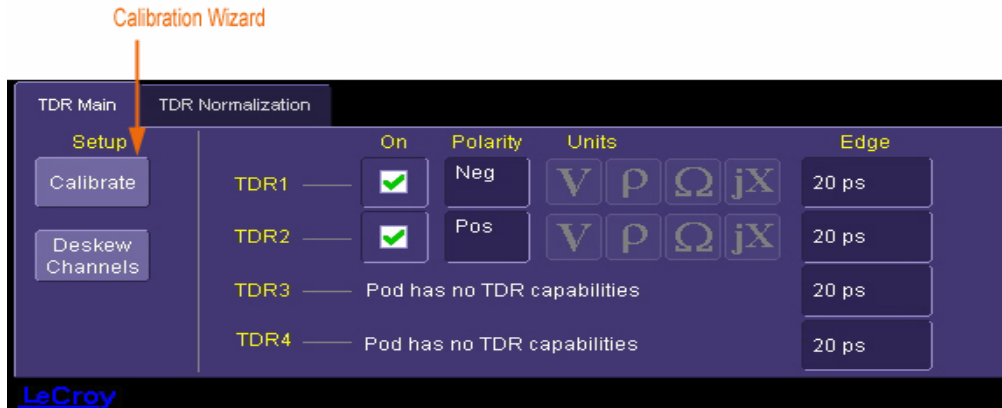 Calibration Wizard
TDR Main TDR Normalization
Setup On Polarity Units Edge
Calibrate TDR1 Neg V ρ Ω jX 20 ps
Deskew Channels TDR2 Pos V ρ Ω jX 20 ps
TDR3 Pod has no TDR capabilities 20 ps
TDR4 Pod has no TDR capabilities 20 ps
LeCroy